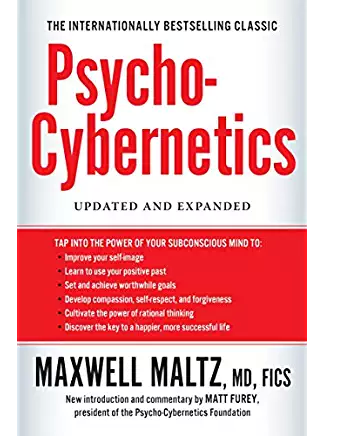 THE INTERNATIONALLY BESTSELLING CLASSIC
Psycho-
Cybernetics
UPDATED AND EXPANDED
TAP INTO THE POWER OF YOUR SUBCONSCIOUS MIND TO:
• Improve your self-image
• Learn to use your positive past
• Set and achieve worthwhile goals
• Develop compassion, self-respect, and forgiveness
• Cultivate the power of rational thinking
• Discover the key to a happier, more successful life
MAXWELL MALTZ, MD, FICS
New introduction and commentary by MATT FUREY,
president of the Psycho-Cybernetics Foundation